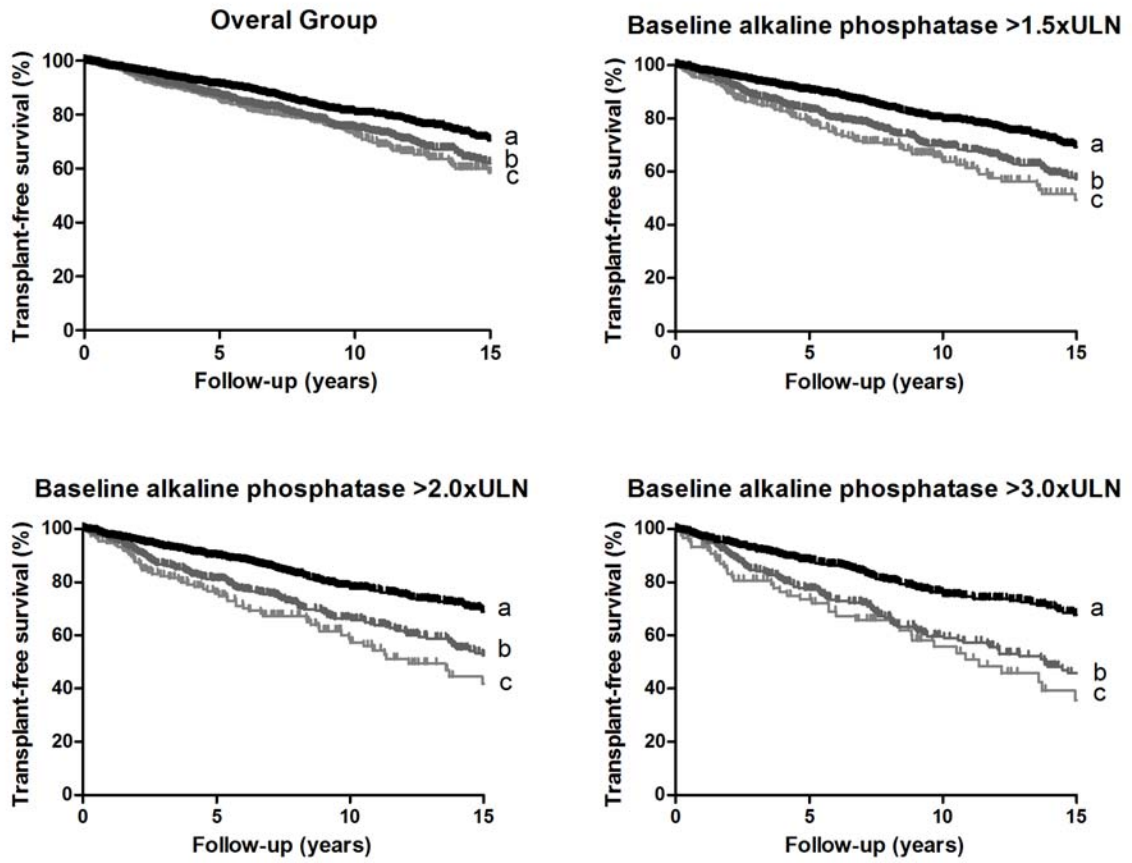 Overal Group
Transplant-free survival (%)
100
80
60
40
20
0
a
b
c
0 5 10 15
Follow-up (years)
Baseline alkaline phosphatase >1.5xULN
Transplant-free survival (%)
100
80
60
40
20
0
a
b
c
0 5 10 15
Follow-up (years)
Baseline alkaline phosphatase >2.0xULN
Transplant-free survival (%)
100
80
60
40
20
0
a
b
c
0 5 10 15
Follow-up (years)
Baseline alkaline phosphatase >3.0xULN
Transplant-free survival (%)
100
80
60
40
20
0
a
b
c
0 5 10 15
Follow-up (years)